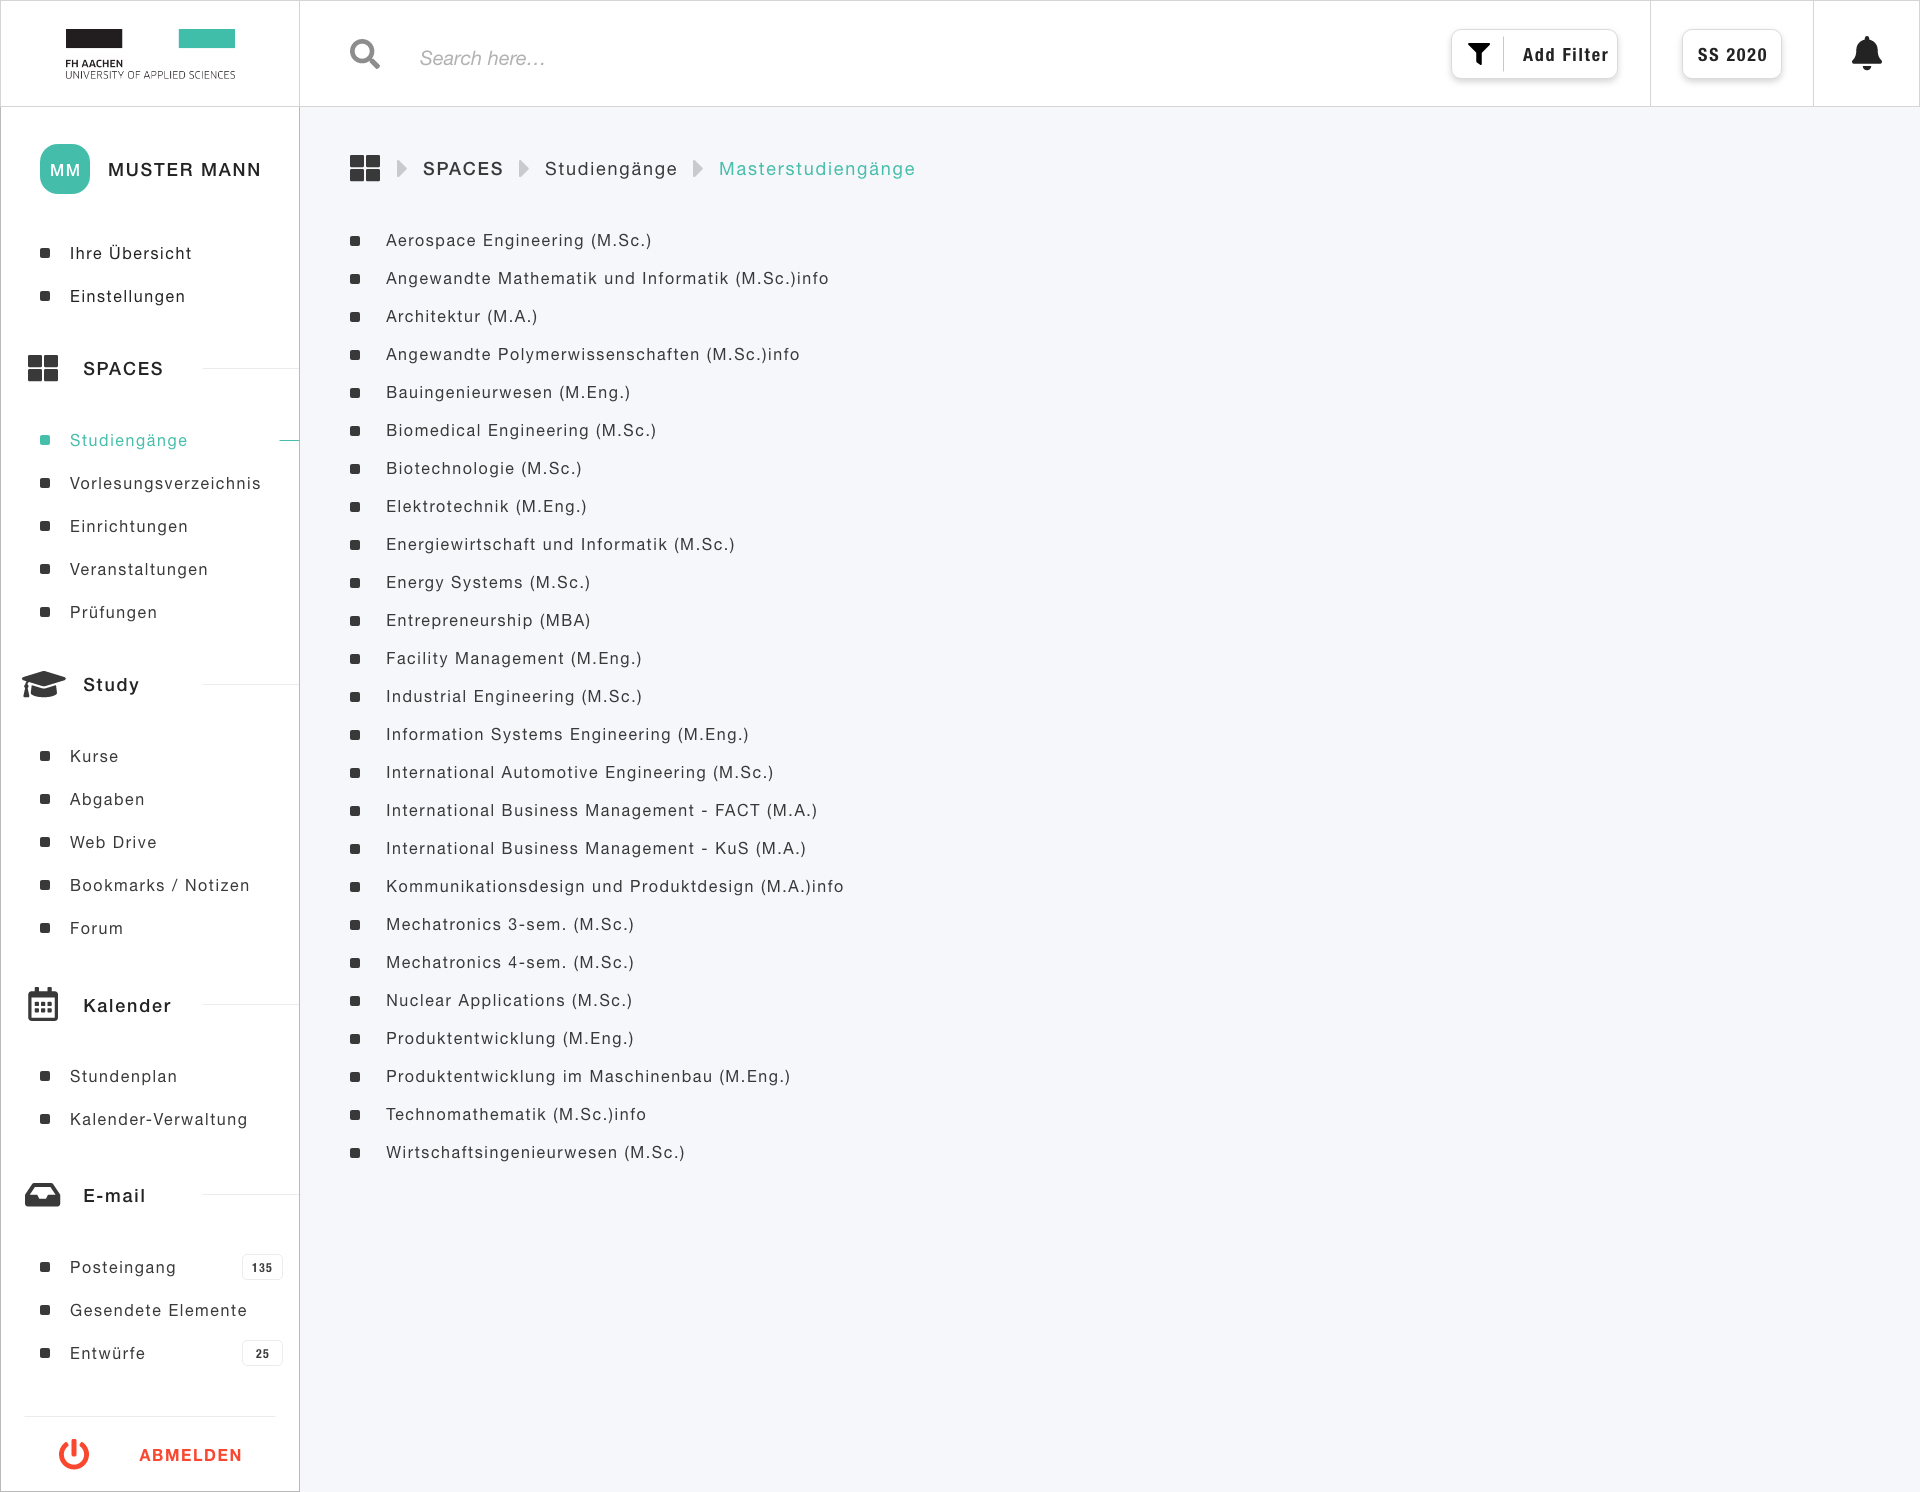 FH AACHEN
UNIVERSITY OF APPLIED SCIENCES
Search here...
Add Filter
SS 2020
MM
MUSTER MANN
Ihre Übersicht
Einstellungen
SPACES
Studiengänge
Vorlesungsverzeichnis
Einrichtungen
Veranstaltungen
Prüfungen
Study
Kurse
Abgaben
Web Drive
Bookmarks / Notizen
Forum
Kalender
Stundenplan
Kalender-Verwaltung
E-mail
Posteingang 135
Gesendete Elemente
Entwürfe 25
ABMELDEN
SPACES Studiengänge Masterstudiengänge
Aerospace Engineering (M.Sc.)
Angewandte Mathematik und Informatik (M.Sc.)info
Architektur (M.A.)
Angewandte Polymerwissenschaften (M.Sc.)info
Bauingenieurwesen (M.Eng.)
Biomedical Engineering (M.Sc.)
Biotechnologie (M.Sc.)
Elektrotechnik (M.Eng.)
Energiewirtschaft und Informatik (M.Sc.)
Energy Systems (M.Sc.)
Entrepreneurship (MBA)
Facility Management (M.Eng.)
Industrial Engineering (M.Sc.)
Information Systems Engineering (M.Eng.)
International Automotive Engineering (M.Sc.)
International Business Management - FACT (M.A.)
International Business Management - KuS (M.A.)
Kommunikationsdesign und Produktdesign (M.A.)info
Mechatronics 3-sem. (M.Sc.)
Mechatronics 4-sem. (M.Sc.)
Nuclear Applications (M.Sc.)
Produktentwicklung (M.Eng.)
Produktentwicklung im Maschinenbau (M.Eng.)
Technomathematik (M.Sc.)info
Wirtschaftsingenieurwesen (M.Sc.)